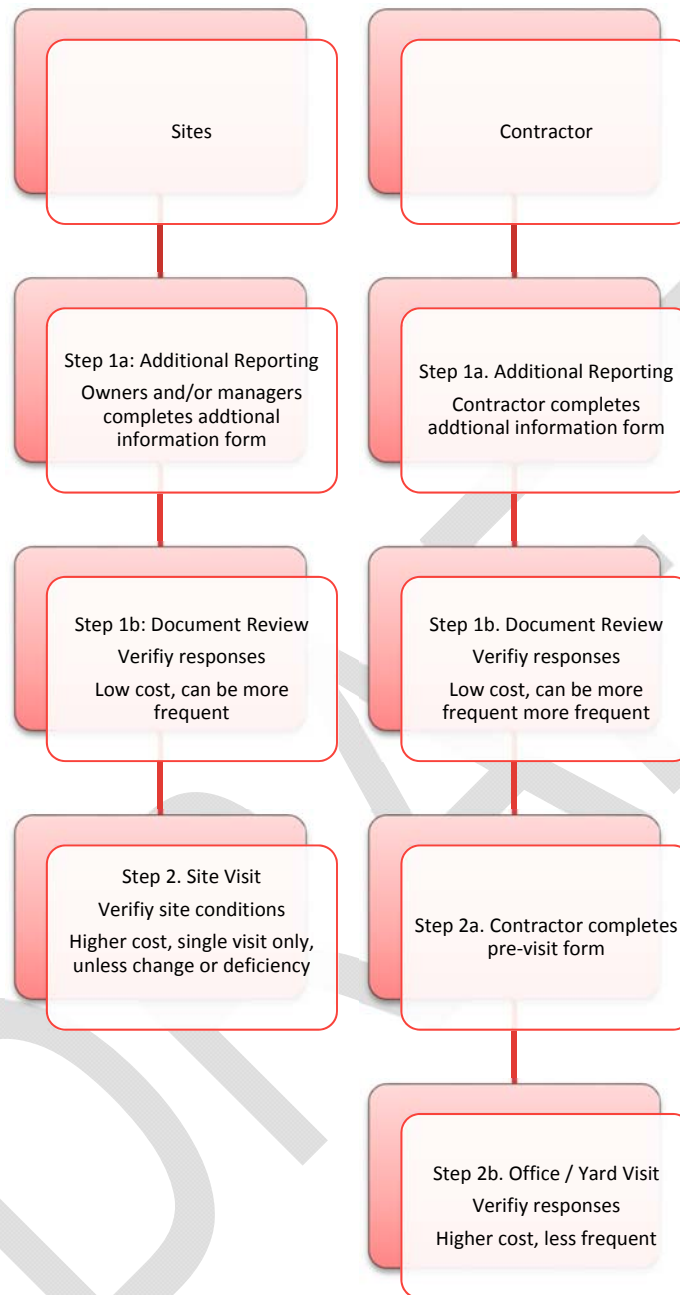 Sites
Step 1a: Additional Reporting
Owners and/or managers
completes addtional
information form
Step 1b: Document Review
Verifiy responses
Low cost, can be more
frequent
Step 2. Site Visit
Verifiy site conditions
Higher cost, single visit only,
unless change or deficiency
Contractor
Step 1a. Additional Reporting
Contractor completes
addtional information form
Step 1b. Document Review
Verifiy responses
Low cost, can be more
frequent more frequent
Step 2a. Contractor completes
pre-visit form
Step 2b. Office / Yard Visit
Verifiy responses
Higher cost, less frequent
DRAFT